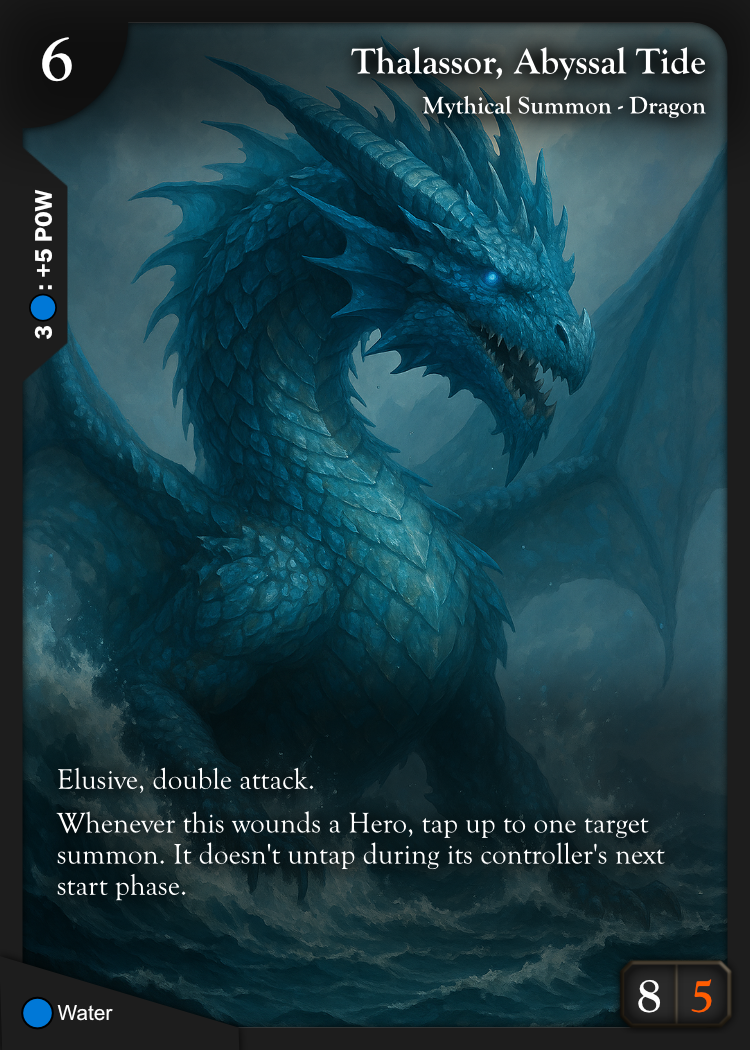 6
Thalassor, Abyssal Tide
Mythical Summon - Dragon
3 : +5 POW
Elusive, double attack.
Whenever this wounds a Hero, tap up to one target
summon. It doesn't untap during its controller's next
start phase.
8 5
Water